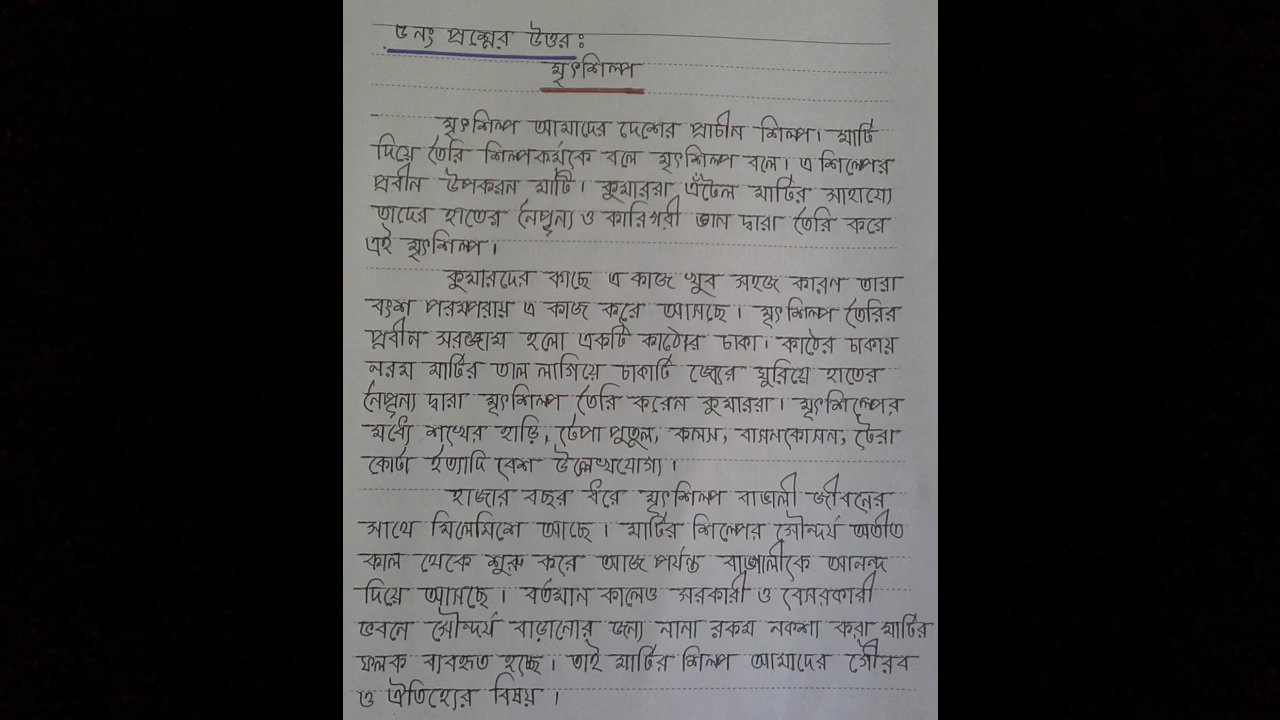 ৬নং প্রশ্নের উত্তর :
মৃৎশিল্প
মৃৎশিল্প আমাদের দেশের প্রাচীন শিল্প। মাটি
দিয়ে তৈরি শিল্পকর্মকে বলে মৃৎশিল্প বলে। এ শিল্পের
প্রধান উপকরন মাটি। কুমাররা এঁটেল মাটির সাহায্যে
তাদের হাতের নৈপুন্য ও কারিগরী জ্ঞান দ্বারা তৈরি করে
এই মৃৎশিল্প।
কুমারদের কাছে এ কাজ খুব সহজ কারন তারা
বংশ পরম্পরায় এ কাজ করে আসছে। মৃৎশিল্প তৈরির
প্রধান সরঞ্জাম হলো একটি কাঠের চাকা। কাঠের চাকায়
নরম মাটির তাল লাগিয়ে চাকাটি জোরে ঘুরিয়ে হাতের
নৈপুন্য দ্বারা মৃৎশিল্প তৈরি করেন কুমাররা। মৃৎশিল্পের
মধ্যে শখের হাড়ি, টেপা পুতুল, কলস, বাসনকোসন, টেরা
কোটা ইত্যাদি বেশ উল্লেখযোগ্য।
হাজার বছর ধরে মৃৎশিল্প বাঙালী জীবনের
সাথে মিলেমিশে আছে। মাটির শিল্পের সৌন্দর্য অতীত
কাল থেকে শুরু করে আজ পর্যন্ত বাঙালীকে আনন্দ
দিয়ে আসছে। বর্তমান কালেও সরকারী ও বেসরকারী
ভবনে সৌন্দর্য বাড়ানোর জন্য নানা রকম নকশা করা মাটির
ফলক ব্যবহৃত হচ্ছে। তাই মাটির শিল্প আমাদের গৌরব
ও ঐতিহ্যের বিষয়।